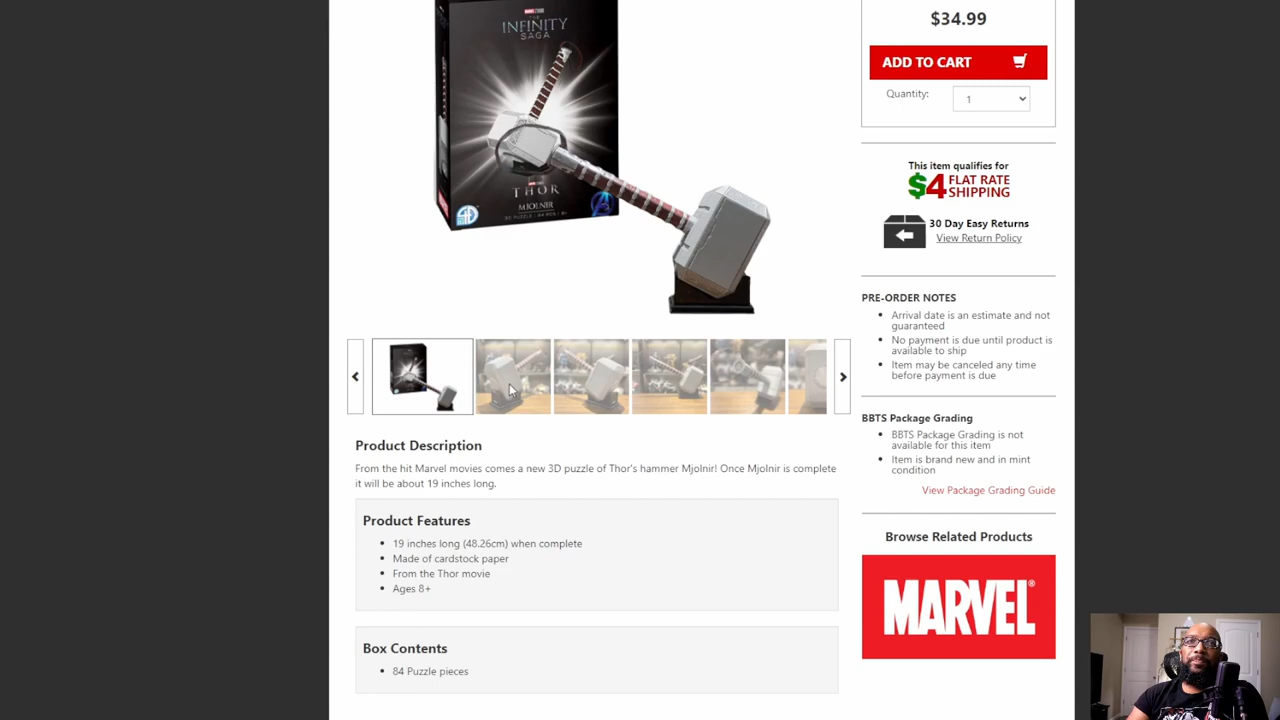 MARVEL STUDIOS
THE
INFINITY
SAGA
THOR
MJOLNIR
3D PUZZLE
$34.99
ADD TO CART
Quantity:
1
This item qualifies for
$4 FLAT RATE
SHIPPING
30 Day Easy Returns
View Return Policy
PRE-ORDER NOTES
Arrival date is an estimate and not
guaranteed
No payment is due until product is
available to ship
Item may be canceled any time
before payment is due
BBTS Package Grading
BBTS Package Grading is not
available for this item
Item is brand new and in mint
condition
View Package Grading Guide
Browse Related Products
MARVEL®
Product Description
From the hit Marvel movies comes a new 3D puzzle of Thor's hammer Mjolnir! Once Mjolnir is complete
it will be about 19 inches long.
Product Features
19 inches long (48.26cm) when complete
Made of cardstock paper
From the Thor movie
Ages 8+
Box Contents
84 Puzzle pieces